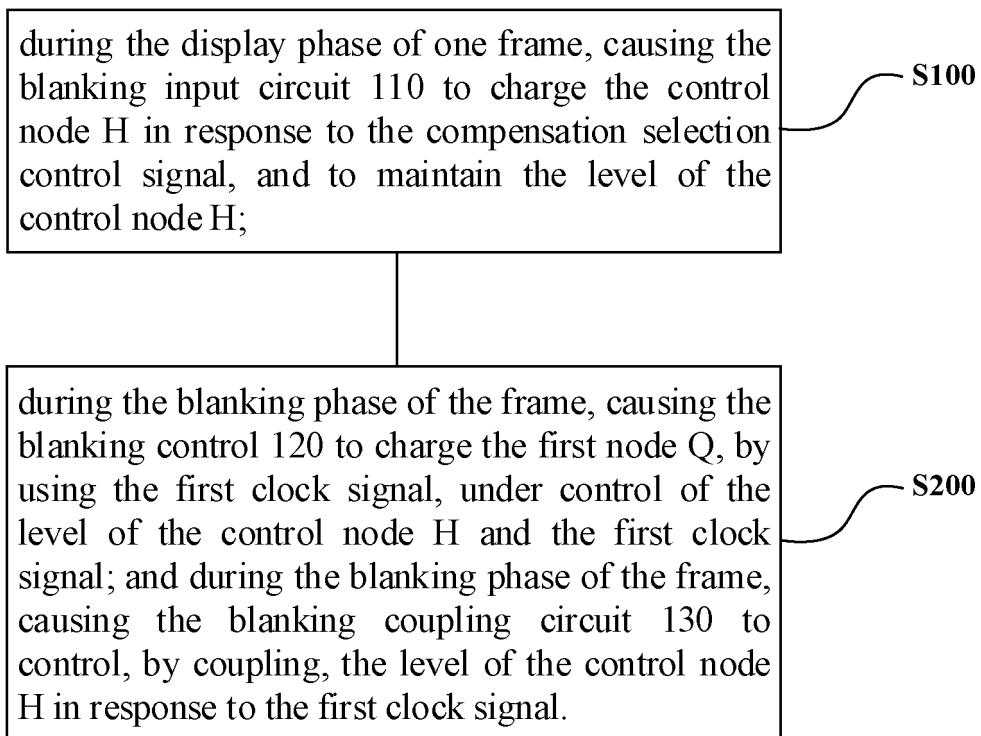 during the display phase of one frame, causing the
blanking input circuit 110 to charge the control
node H in response to the compensation selection
control signal, and to maintain the level of the
control node H;
S100
during the blanking phase of the frame, causing the
blanking control 120 to charge the first node Q, by
using the first clock signal, under control of the
level of the control node H and the first clock
signal; and during the blanking phase of the frame,
causing the blanking coupling circuit 130 to
control, by coupling, the level of the control node
H in response to the first clock signal.
S200